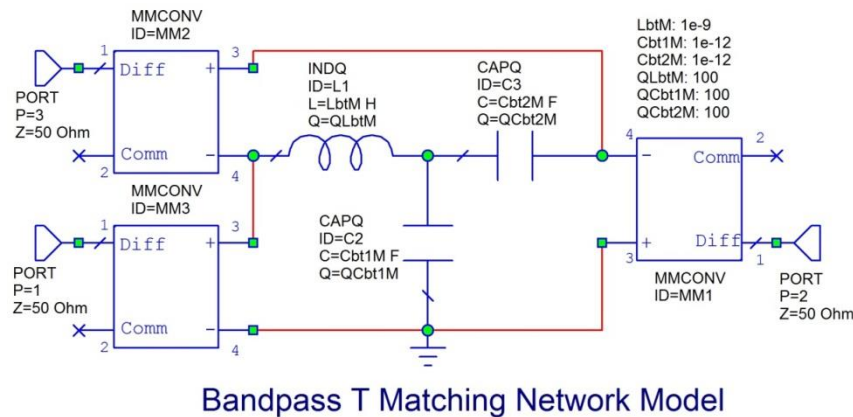 MMCONV
ID=MM2
1
3
Diff
+
PORT
P=3
Z=50 Ohm
Comm
-
2
4
INDQ
ID=L1
L=LbtM H
Q=QLbtM
CAPQ
ID=C3
C=Cbt2M F
Q=QCbt2M
LbtM: 1e-9
Cbt1M: 1e-12
Cbt2M: 1e-12
QLbtM: 100
QCbt1M: 100
QCbt2M: 100
4
2
-
Comm
+
Diff
3
1
MMCONV
ID=MM1
PORT
P=2
Z=50 Ohm
MMCONV
ID=MM3
1
3
Diff
+
PORT
P=1
Z=50 Ohm
Comm
-
2
4
CAPQ
ID=C2
C=Cbt1M F
Q=QCbt1M
Bandpass T Matching Network Model